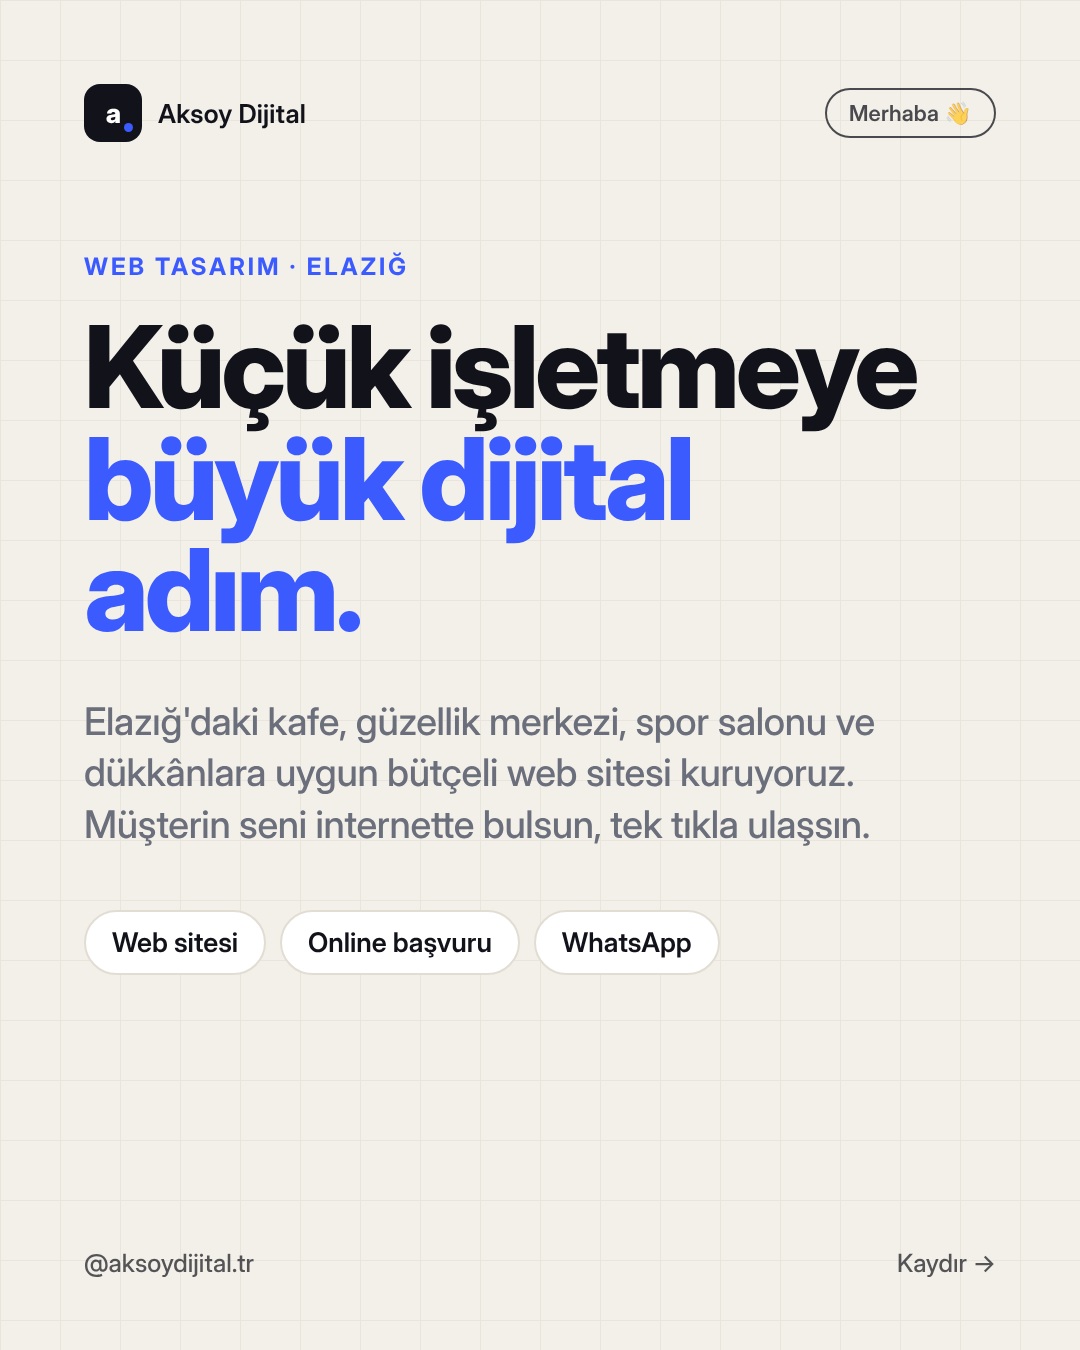 a.
Aksoy Dijital
Merhaba 👋
WEB TASARIM · ELAZIĞ
Küçük işletmeye
büyük dijital
adım.
Elazığ'daki kafe, güzellik merkezi, spor salonu ve
dükkânlara uygun bütçeli web sitesi kuruyoruz.
Müşterin seni internette bulsun, tek tıkla ulaşsın.
Web sitesi
Online başvuru
WhatsApp
@aksoydijital.tr
Kaydır →